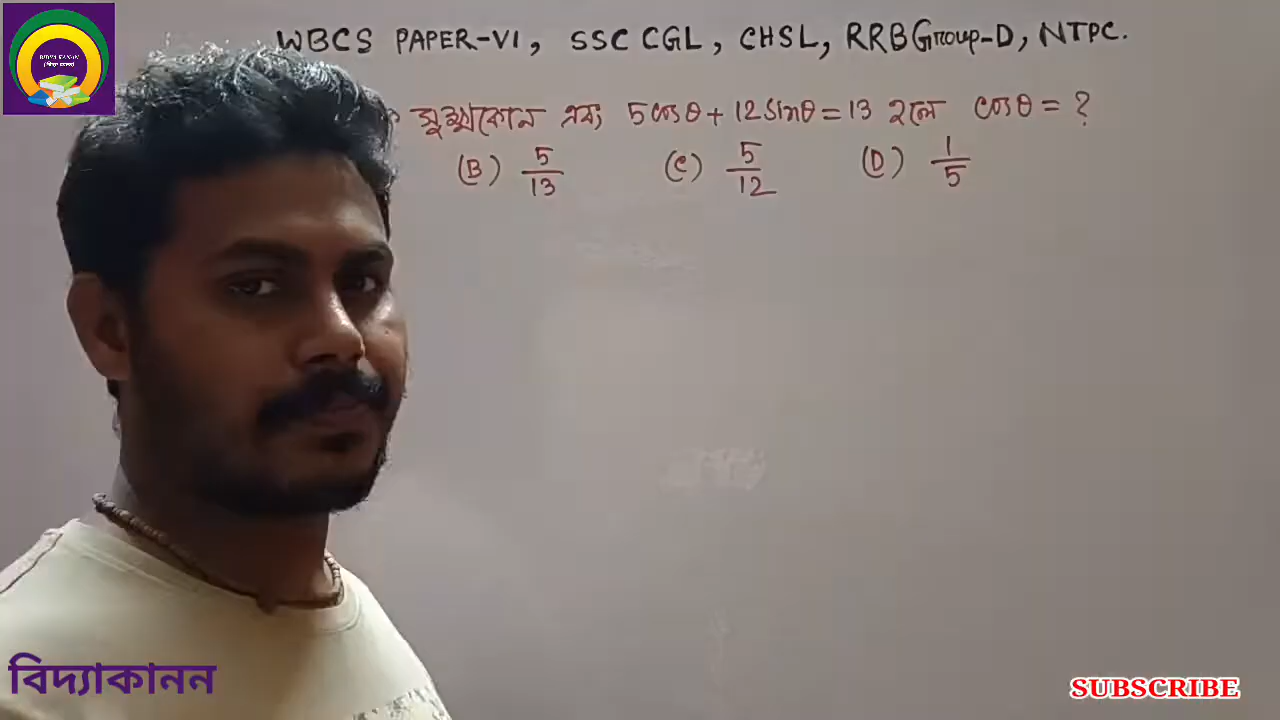 WBCS PAPER-VI, SSC CGL, CHSL, RRB Group-D, NTPC.
সূক্ষ্মকোন এবং 5cosθ + 12sinθ = 13 হলে cosθ = ?
(B) 5/13 (C) 5/12 (D) 1/5
বিদ্যাকানন
SUBSCRIBE